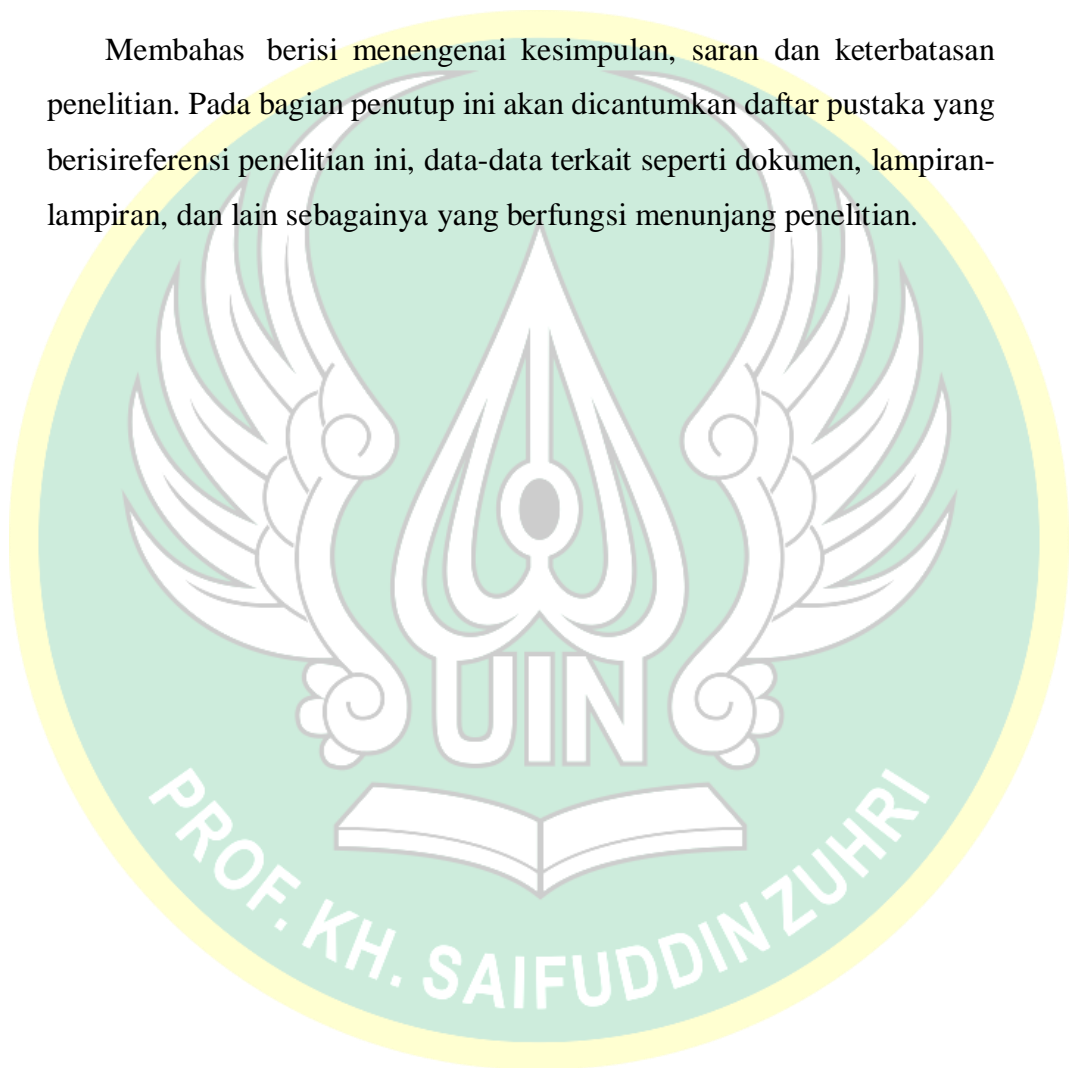 Membahas berisi menengenai kesimpulan, saran dan keterbatasan
penelitian. Pada bagian penutup ini akan dicantumkan daftar pustaka yang
berisireferensi penelitian ini, data-data terkait seperti dokumen, lampiran-
lampiran, dan lain sebagainya yang berfungsi menunjang penelitian.
UIN
PROF. KH. SAIFUDDIN ZUHRI